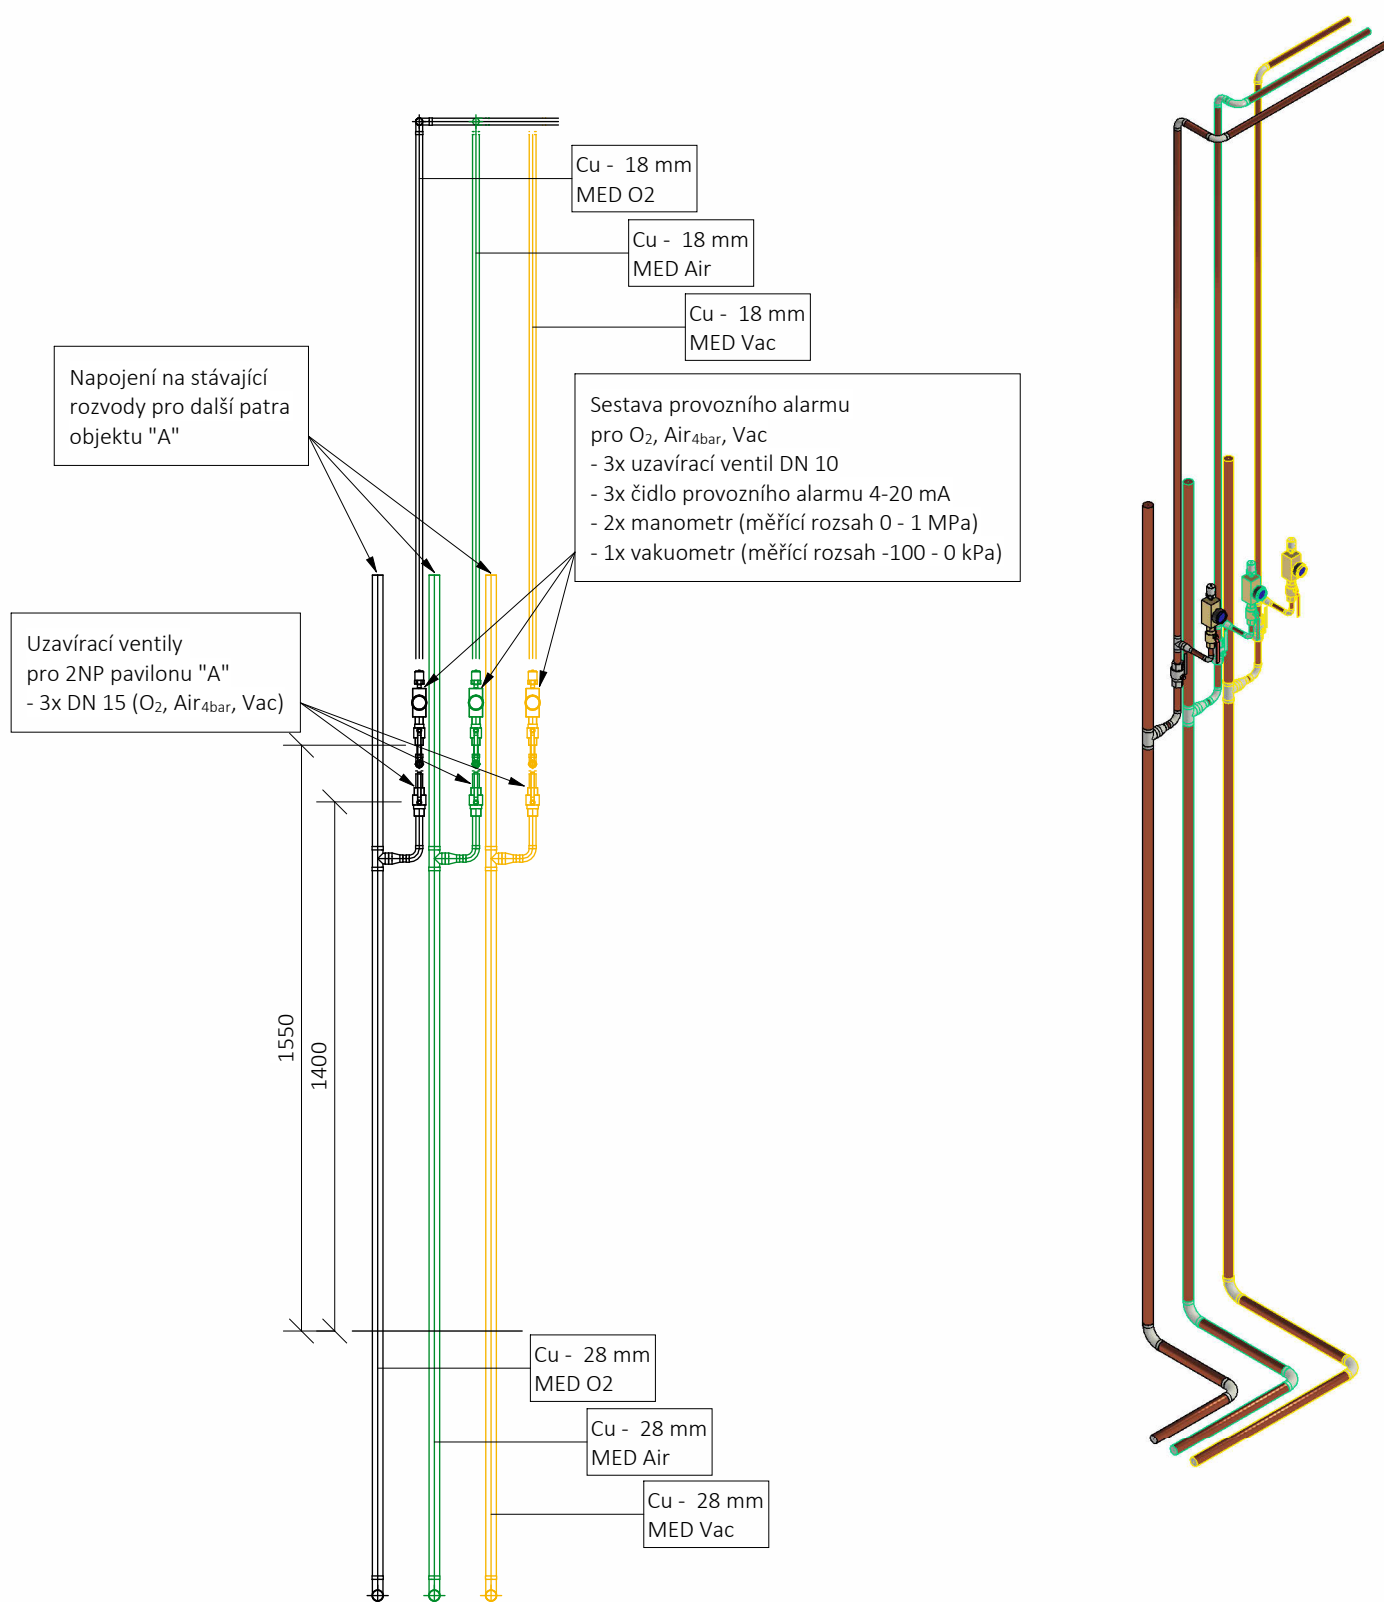 Cu -  18 mm
MED O2
Cu -  18 mm
MED Air
Cu -  18 mm
MED Vac
Napojení na stávající
rozvody pro další patra
objektu "A"
Sestava provozního alarmu
pro O₂, Air₄bar, Vac
- 3x uzavírací ventil DN 10
- 3x čidlo provozního alarmu 4-20 mA
- 2x manometr (měřící rozsah 0 - 1 MPa)
- 1x vakuometr (měřící rozsah -100 - 0 kPa)
Uzavírací ventily
pro 2NP pavilonu "A"
- 3x DN 15 (O₂, Air₄bar, Vac)
1550
1400
Cu -  28 mm
MED O2
Cu -  28 mm
MED Air
Cu -  28 mm
MED Vac